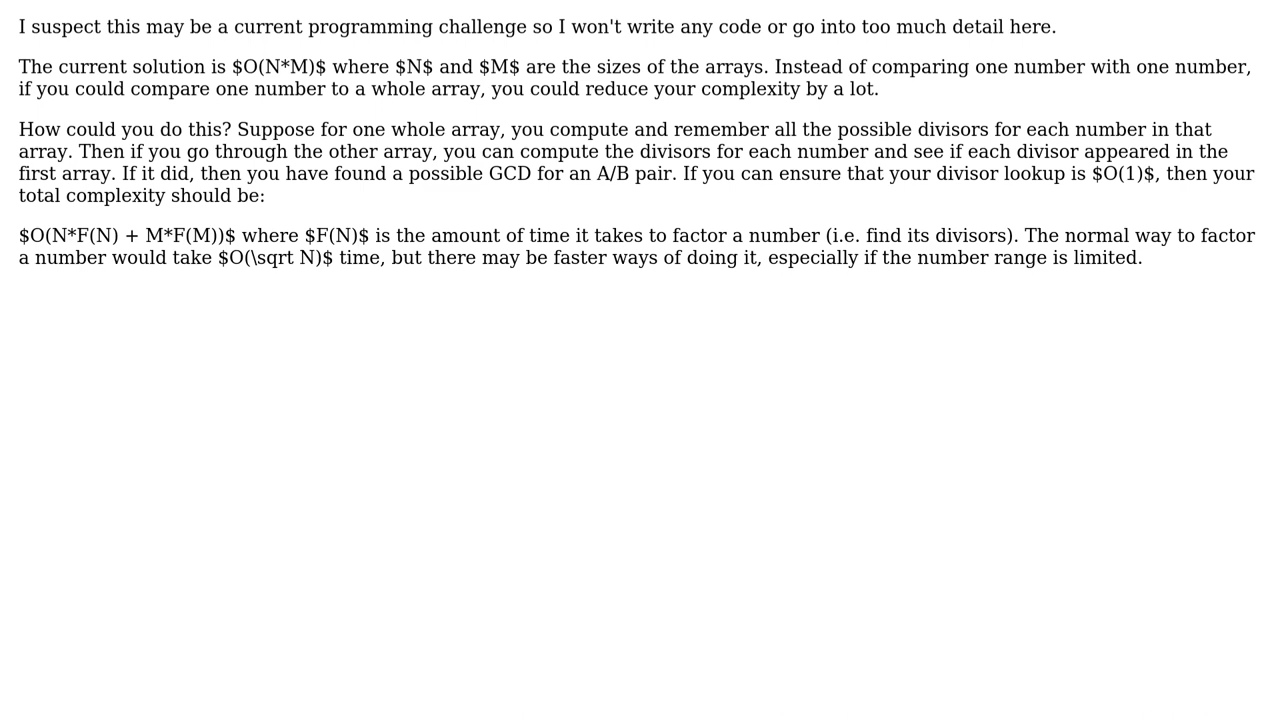 I suspect this may be a current programming challenge so I won't write any code or go into too much detail here.
The current solution is $O(N*M)$ where $N$ and $M$ are the sizes of the arrays. Instead of comparing one number with one number,
if you could compare one number to a whole array, you could reduce your complexity by a lot.
How could you do this? Suppose for one whole array, you compute and remember all the possible divisors for each number in that
array. Then if you go through the other array, you can compute the divisors for each number and see if each divisor appeared in the
first array. If it did, then you have found a possible GCD for an A/B pair. If you can ensure that your divisor lookup is $O(1)$, then your
total complexity should be:
$O(N*F(N) + M*F(M))$ where $F(N)$ is the amount of time it takes to factor a number (i.e. find its divisors). The normal way to factor
a number would take $O(\sqrt N)$ time, but there may be faster ways of doing it, especially if the number range is limited.